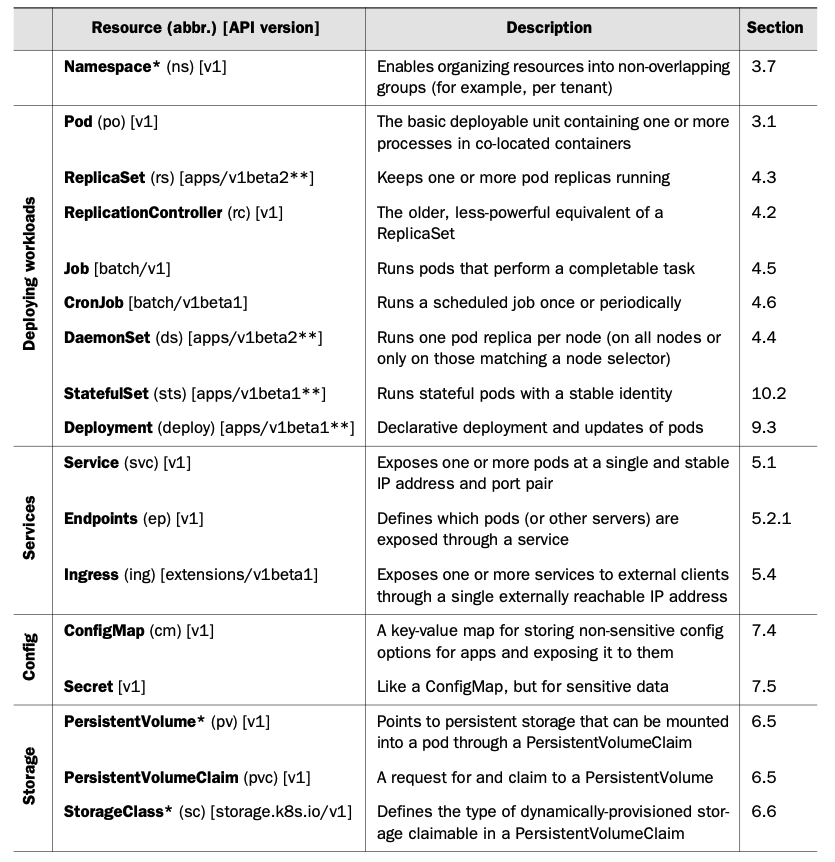 Resource (abbr.) [API version] Description Section
Namespace* (ns) [v1] Enables organizing resources into non-overlapping 3.7
groups (for example, per tenant)
Deploying workloads
Pod (po) [v1] The basic deployable unit containing one or more 3.1
processes in co-located containers
ReplicaSet (rs) [apps/v1beta2**] Keeps one or more pod replicas running 4.3
ReplicationController (rc) [v1] The older, less-powerful equivalent of a 4.2
ReplicaSet
Job [batch/v1] Runs pods that perform a completable task 4.5
CronJob [batch/v1beta1] Runs a scheduled job once or periodically 4.6
DaemonSet (ds) [apps/v1beta2**] Runs one pod replica per node (on all nodes or 4.4
only on those matching a node selector)
StatefulSet (sts) [apps/v1beta1**] Runs stateful pods with a stable identity 10.2
Deployment (deploy) [apps/v1beta1**] Declarative deployment and updates of pods 9.3
Services
Service (svc) [v1] Exposes one or more pods at a single and stable 5.1
IP address and port pair
Endpoints (ep) [v1] Defines which pods (or other servers) are 5.2.1
exposed through a service
Ingress (ing) [extensions/v1beta1] Exposes one or more services to external clients 5.4
through a single externally reachable IP address
Config
ConfigMap (cm) [v1] A key-value map for storing non-sensitive config 7.4
options for apps and exposing it to them
Secret [v1] Like a ConfigMap, but for sensitive data 7.5
Storage
PersistentVolume* (pv) [v1] Points to persistent storage that can be mounted 6.5
into a pod through a PersistentVolumeClaim
PersistentVolumeClaim (pvc) [v1] A request for and claim to a PersistentVolume 6.5
StorageClass* (sc) [storage.k8s.io/v1] Defines the type of dynamically-provisioned stor- 6.6
age claimable in a PersistentVolumeClaim